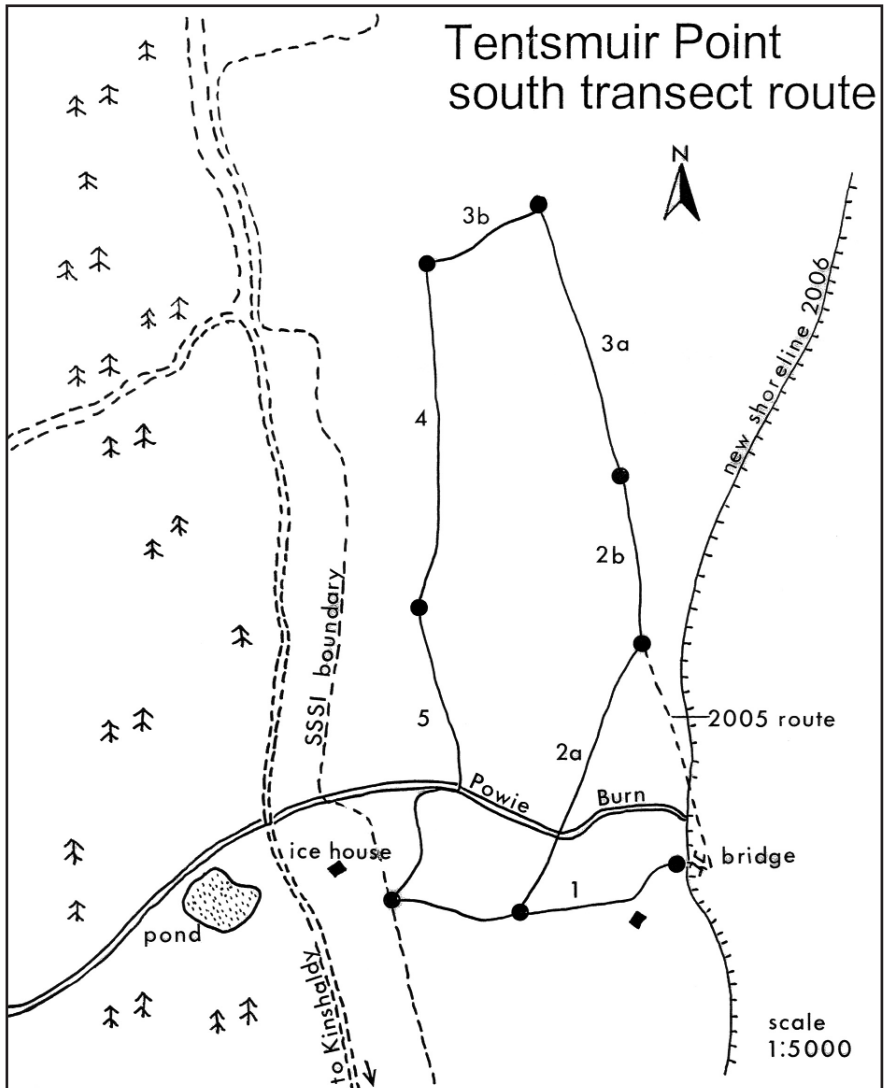 Tentsmuir Point
south transect route
N
3b
3a
new shoreline 2006
4
2b
SSSI boundary
5
2005 route
2a
Powie Burn
ice house
bridge
1
pond
to Kinshaldy
scale
1:5000